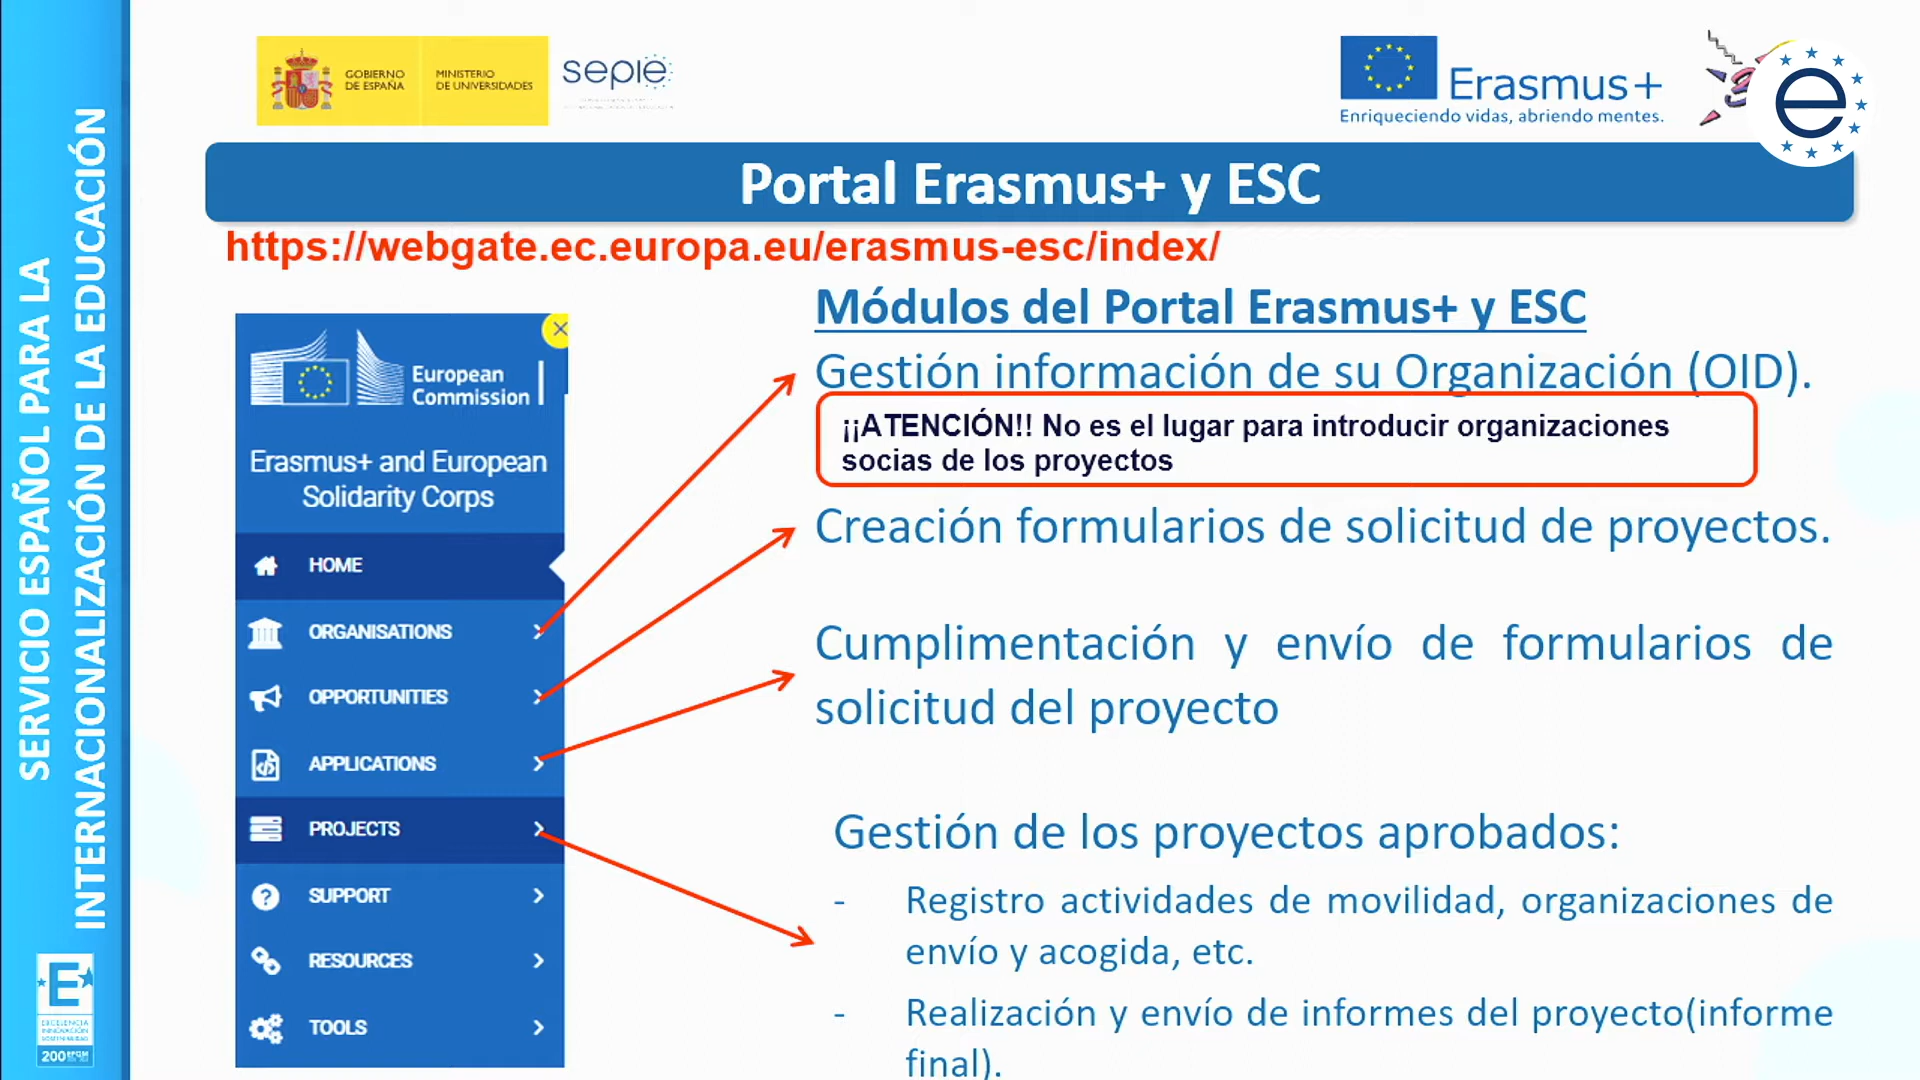 SERVICIO ESPAÑOL PARA LA
INTERNACIONALIZACIÓN DE LA EDUCACIÓN
GOBIERNO
DE ESPAÑA
MINISTERIO
DE UNIVERSIDADES
sepie
Erasmus+
Enriqueciendo vidas, abriendo mentes.
e
Portal Erasmus+ y ESC
https://webgate.ec.europa.eu/erasmus-esc/index/
European
Commission
Erasmus+ and European
Solidarity Corps
HOME
ORGANISATIONS
OPPORTUNITIES
APPLICATIONS
PROJECTS
SUPPORT
RESOURCES
TOOLS
Módulos del Portal Erasmus+ y ESC
Gestión información de su Organización (OID).
¡¡ATENCIÓN!! No es el lugar para introducir organizaciones
socias de los proyectos
Creación formularios de solicitud de proyectos.
Cumplimentación y envío de formularios de
solicitud del proyecto
Gestión de los proyectos aprobados:
- Registro actividades de movilidad, organizaciones de
envío y acogida, etc.
- Realización y envío de informes del proyecto(informe
final).
EXCELENCIA
200